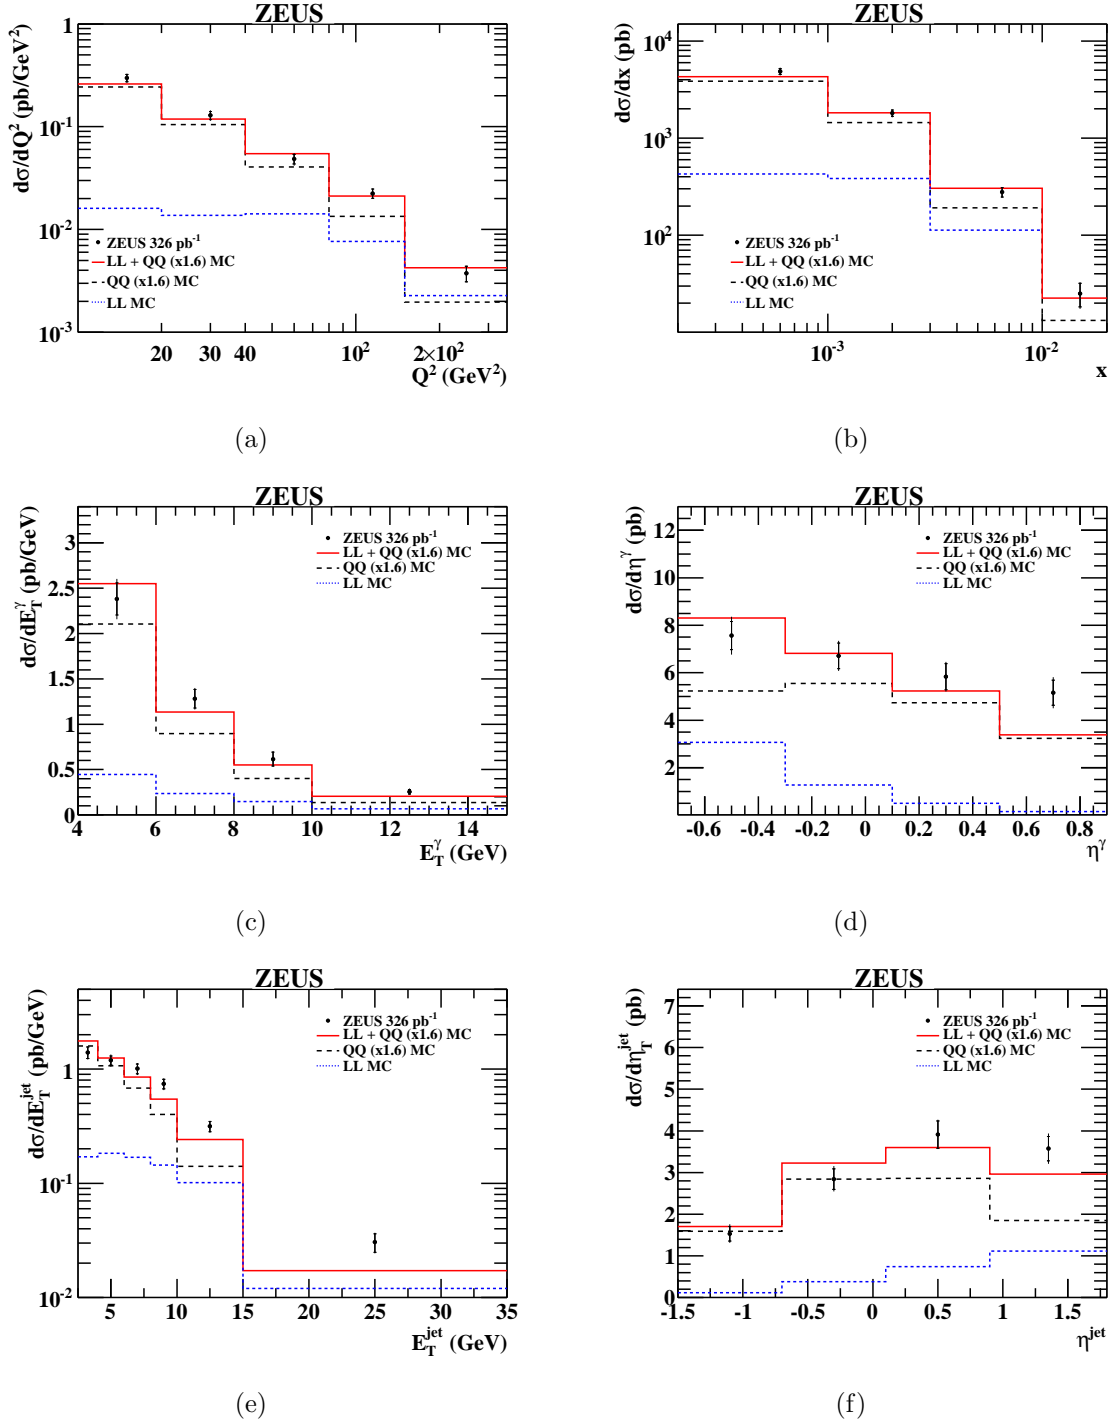 ZEUS
dσ/dQ² (pb/GeV²)
1
10⁻¹
10⁻²
10⁻³
ZEUS 326 pb⁻¹
LL + QQ (x1.6) MC
QQ (x1.6) MC
LL MC
20 30 40 10² 2×10²
Q² (GeV²)
(a)
ZEUS
dσ/dx (pb)
10⁴
10³
10²
ZEUS 326 pb⁻¹
LL + QQ (x1.6) MC
QQ (x1.6) MC
LL MC
10⁻³ 10⁻²
x
(b)
ZEUS
dσ/dE_T^γ (pb/GeV)
3
2.5
2
1.5
1
0.5
0
ZEUS 326 pb⁻¹
LL + QQ (x1.6) MC
QQ (x1.6) MC
LL MC
4 6 8 10 12 14
E_T^γ (GeV)
(c)
ZEUS
dσ/dη^γ (pb)
12
10
8
6
4
2
ZEUS 326 pb⁻¹
LL + QQ (x1.6) MC
QQ (x1.6) MC
LL MC
-0.6 -0.4 -0.2 0 0.2 0.4 0.6 0.8
η^γ
(d)
ZEUS
dσ/dE_T^jet (pb/GeV)
1
10⁻¹
10⁻²
ZEUS 326 pb⁻¹
LL + QQ (x1.6) MC
QQ (x1.6) MC
LL MC
5 10 15 20 25 30 35
E_T^jet (GeV)
(e)
ZEUS
dσ/dη_T^jet (pb)
7
6
5
4
3
2
1
0
ZEUS 326 pb⁻¹
LL + QQ (x1.6) MC
QQ (x1.6) MC
LL MC
-1.5 -1 -0.5 0 0.5 1 1.5
η^jet
(f)